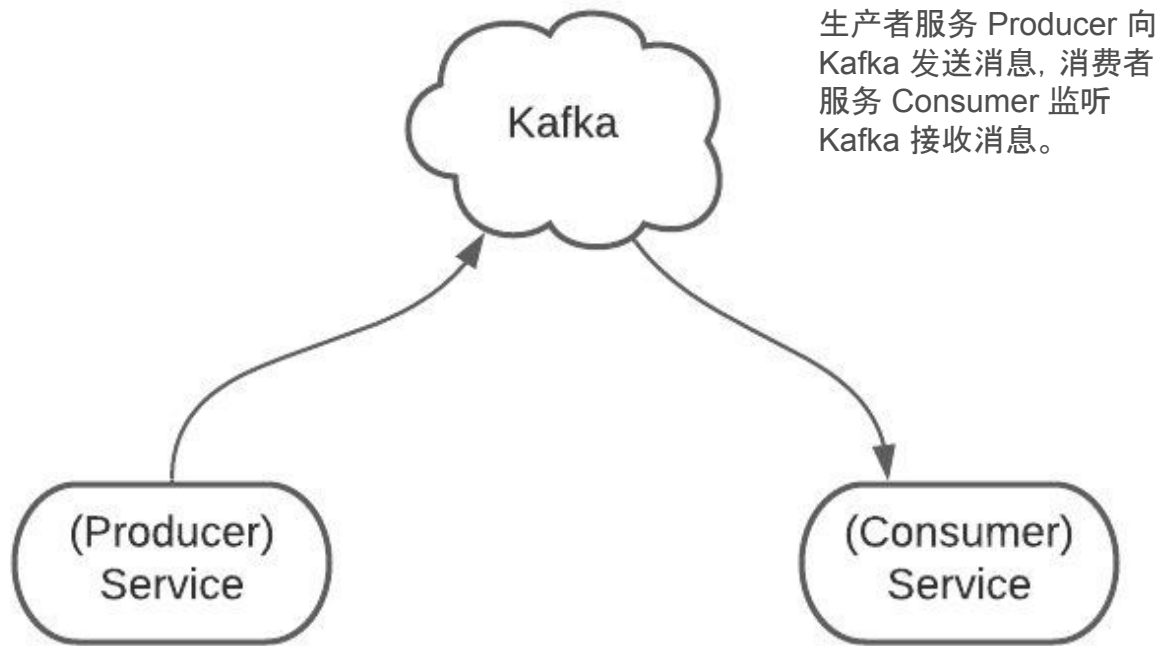 生产者服务 Producer 向
Kafka 发送消息, 消费者
服务 Consumer 监听
Kafka 接收消息。
Kafka
(Producer)
Service
(Consumer)
Service